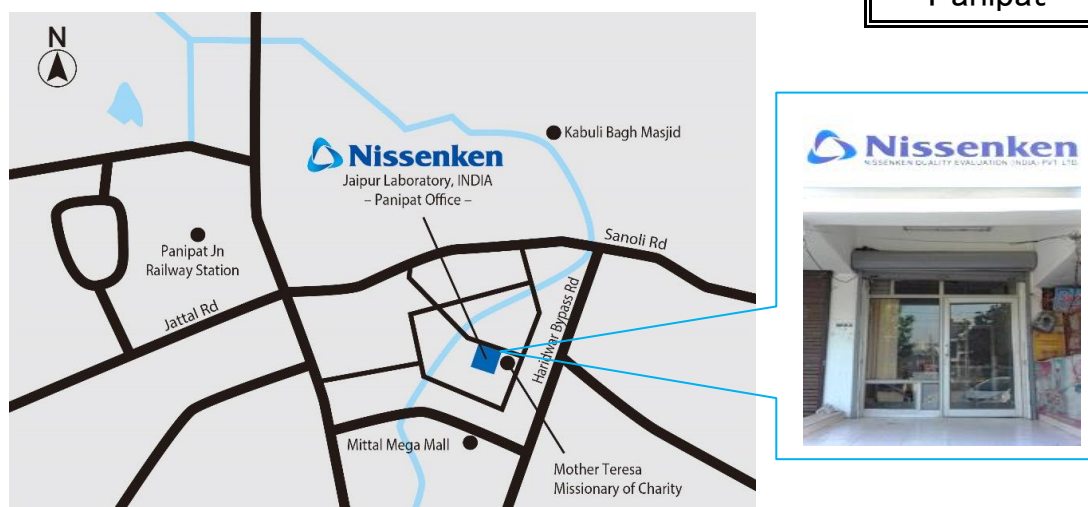 Panipat
N
Kabuli Bagh Masjid
Nissenken
Jaipur Laboratory, INDIA
– Panipat Office –
Panipat Jn
Railway Station
Sanoli Rd
Jattal Rd
Haridwar Bypass Rd
Mittal Mega Mall
Mother Teresa
Missionary of Charity
Nissenken
NISSENKEN QUALITY EVALUATION (INDIA) PVT. LTD.